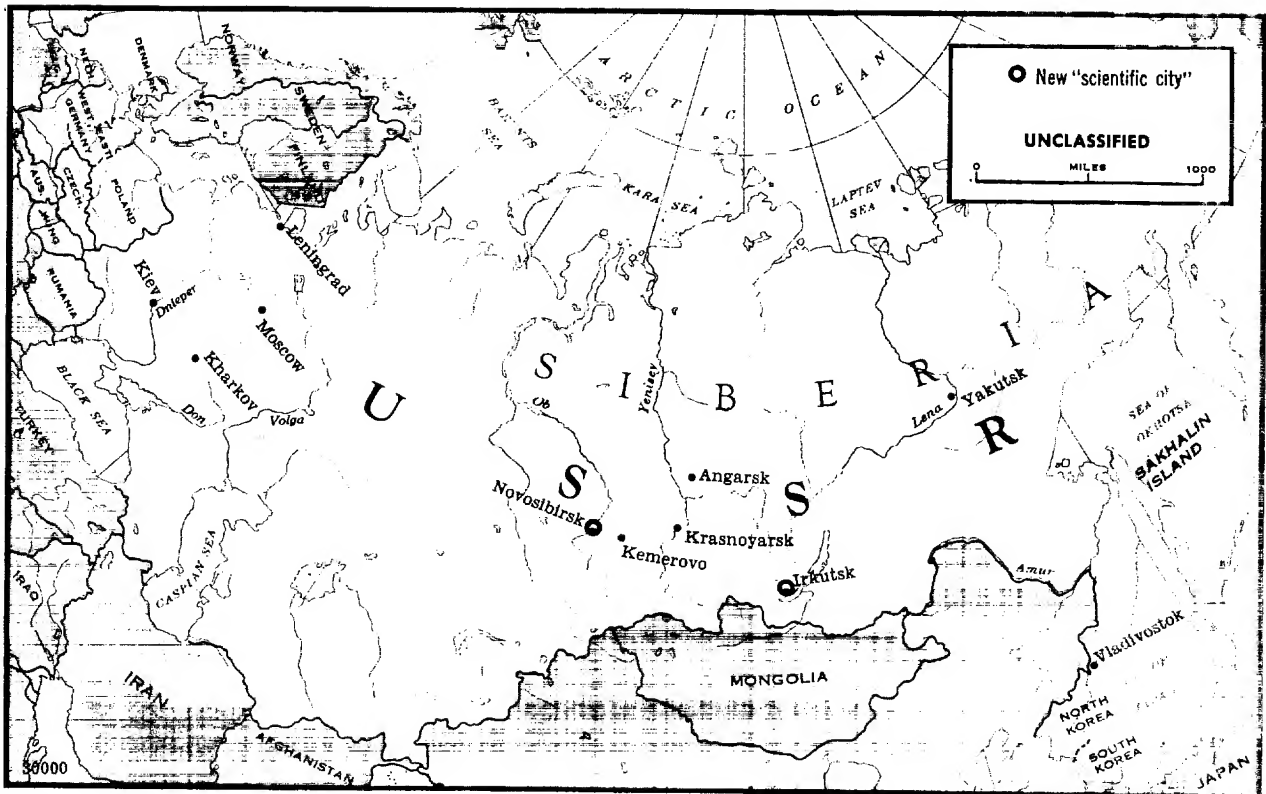 New "scientific city"
UNCLASSIFIED
0 MILES 1000
ARCTIC OCEAN
BARENTS SEA
KARA SEA
LAPTEV SEA
NORWAY
DENMARK
SWEDEN
NETH.
WEST
EAST
GERMANY
AUS.
CZECH.
POLAND
HUNG.
RUMANIA
Leningrad
Kiev
Dnieper
Moscow
Kharkov
BLACK SEA
Don
Volga
TURKEY
U S S R
SIBERIA
Ob
Yenisey
Lena
Yakutsk
SEA OF OKHOTSK
SAKHALIN ISLAND
Angarsk
Novosibirsk
Krasnoyarsk
Kemerovo
Irkutsk
Amur
CASPIAN SEA
IRAQ
Vladivostok
MONGOLIA
IRAN
NORTH KOREA
SOUTH KOREA
AFGHANISTAN
JAPAN
30000